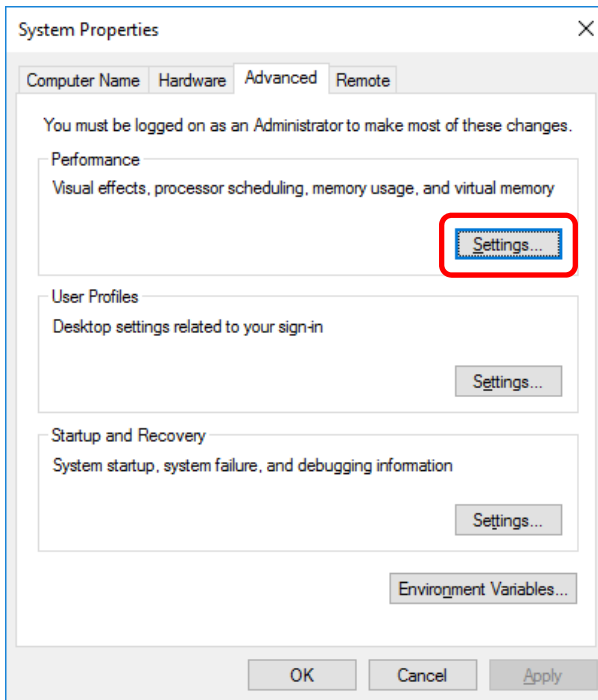 System Properties
Computer Name Hardware Advanced Remote
You must be logged on as an Administrator to make most of these changes.
Performance
Visual effects, processor scheduling, memory usage, and virtual memory
Settings...
User Profiles
Desktop settings related to your sign-in
Settings...
Startup and Recovery
System startup, system failure, and debugging information
Settings...
Environment Variables...
OK Cancel Apply